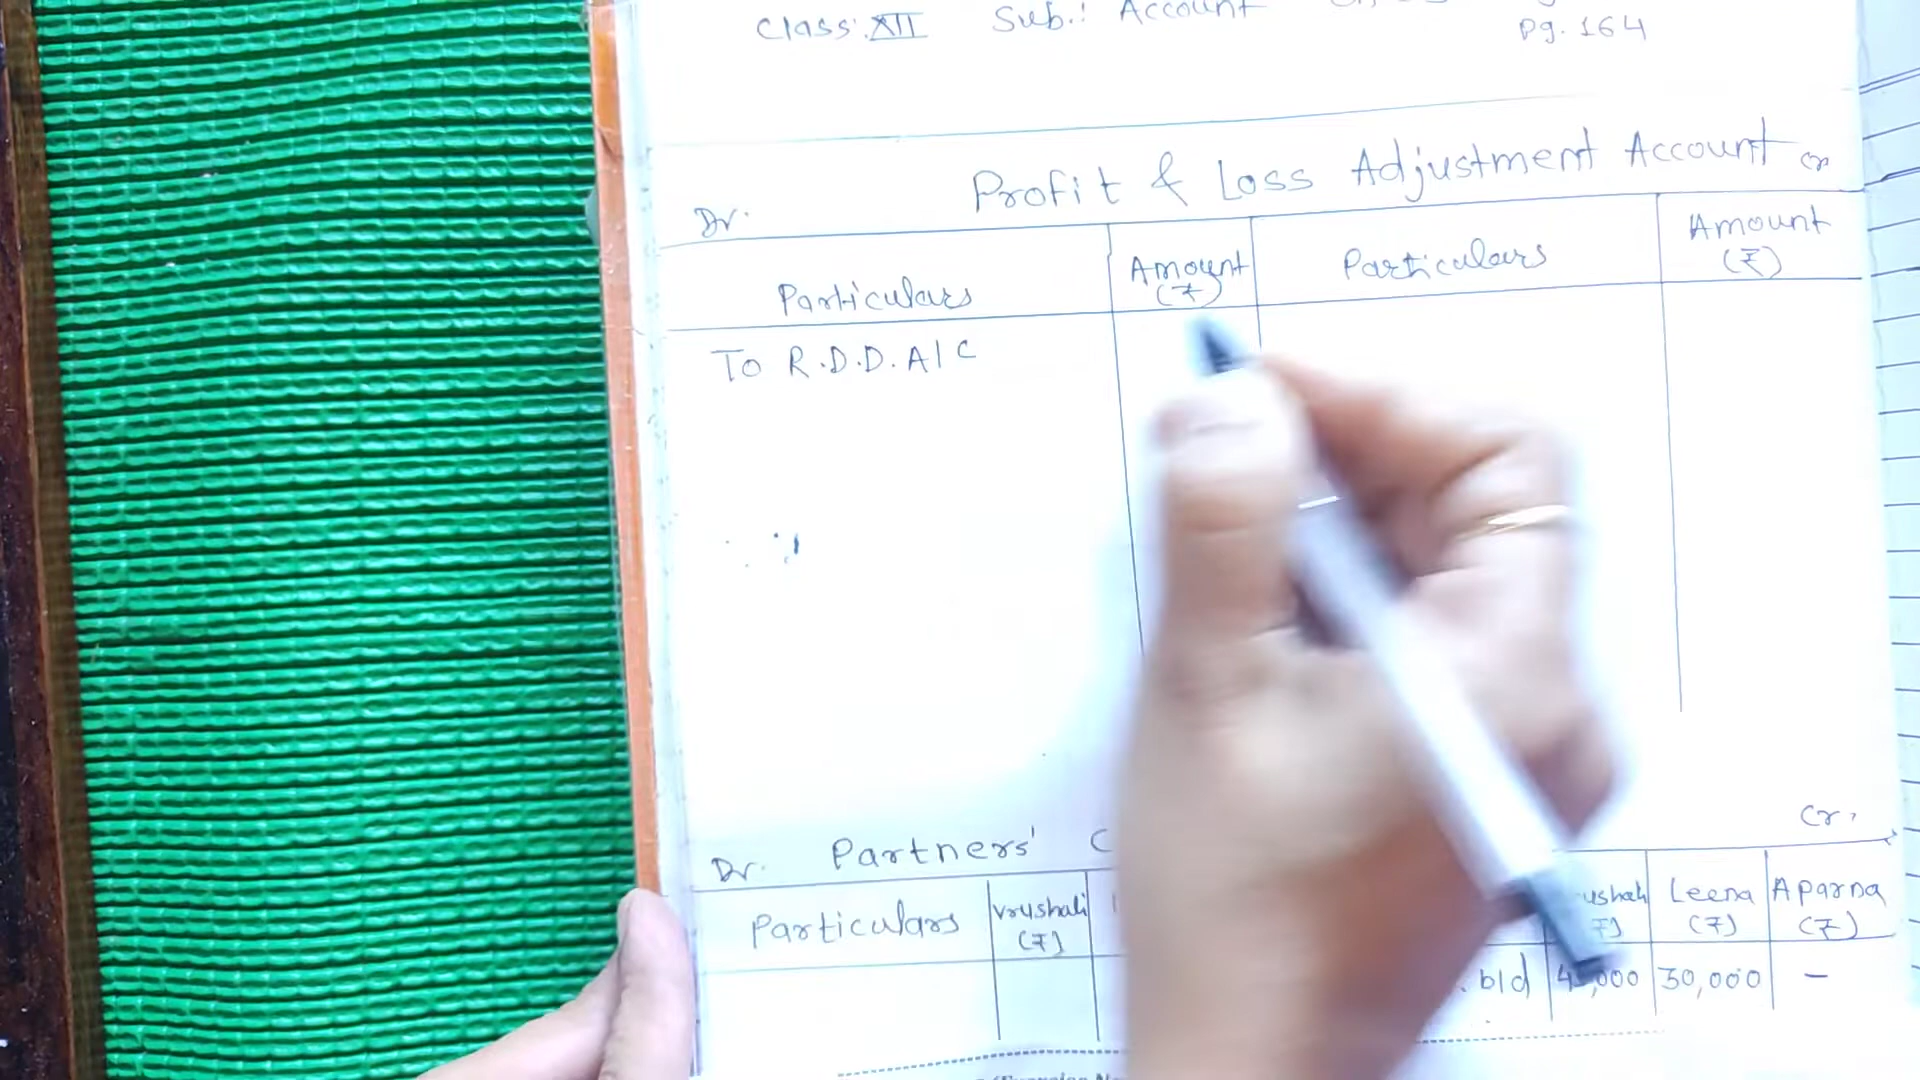 Class: XII Sub.: Account
Pg. 164
Profit & Loss Adjustment Account
Dr. Cr
Particulars Amount (₹) Particulars Amount (₹)
To R.D.D. A/C
Dr. Partners' C Cr.
Particulars Vrushali (₹) ushali Leena (₹) Aparna (₹)
b/d 30,000 –